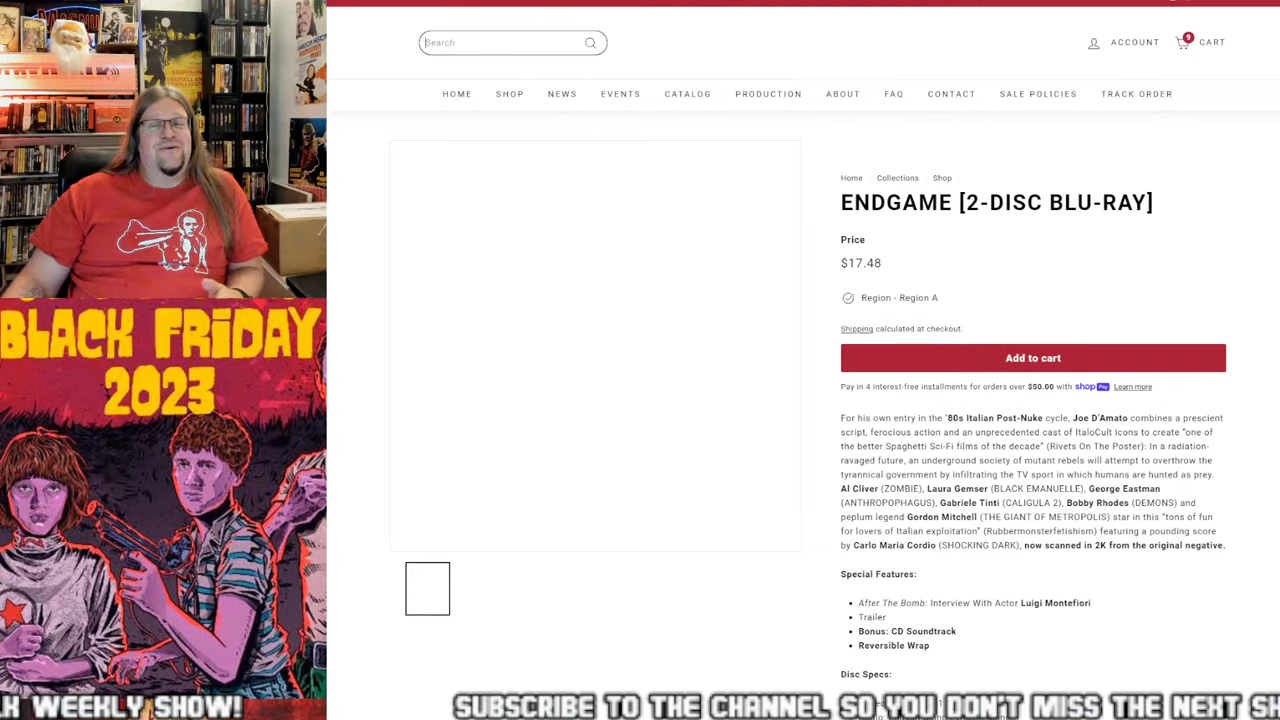 MAGNU
Search
ACCOUNT
9
CART
HOME
SHOP
NEWS
EVENTS
CATALOG
PRODUCTION
ABOUT
FAQ
CONTACT
SALE POLICIES
TRACK ORDER
Home / Collections / Shop /
ENDGAME [2-DISC BLU-RAY]
Price
$17.48
Region - Region A
Shipping calculated at checkout.
Add to cart
Pay in 4 interest-free installments for orders over $50.00 with shop Pay Learn more
For his own entry in the '80s Italian Post-Nuke cycle, Joe D'Amato combines a prescient
script, ferocious action and an unprecedented cast of ItaloCult icons to create "one of
the better Spaghetti Sci-Fi films of the decade" (Rivets On The Poster): In a radiation-
ravaged future, an underground society of mutant rebels will attempt to overthrow the
tyrannical government by infiltrating the TV sport in which humans are hunted as prey.
Al Cliver (ZOMBIE), Laura Gemser (BLACK EMANUELLE), George Eastman
(ANTHROPOPHAGUS), Gabriele Tinti (CALIGULA 2), Bobby Rhodes (DEMONS) and
peplum legend Gordon Mitchell (THE GIANT OF METROPOLIS) star in this "tons of fun
for lovers of Italian exploitation" (Rubbermonsterfetishism) featuring a pounding score
by Carlo Maria Cordio (SHOCKING DARK), now scanned in 2K from the original negative.
Special Features:
After The Bomb: Interview With Actor Luigi Montefiori
Trailer
Bonus: CD Soundtrack
Reversible Wrap
Disc Specs:
BLACK FRIDAY
2023
K WEEKLY SHOW!
SUBSCRIBE TO THE CHANNEL SO YOU DON'T MISS THE NEXT SH